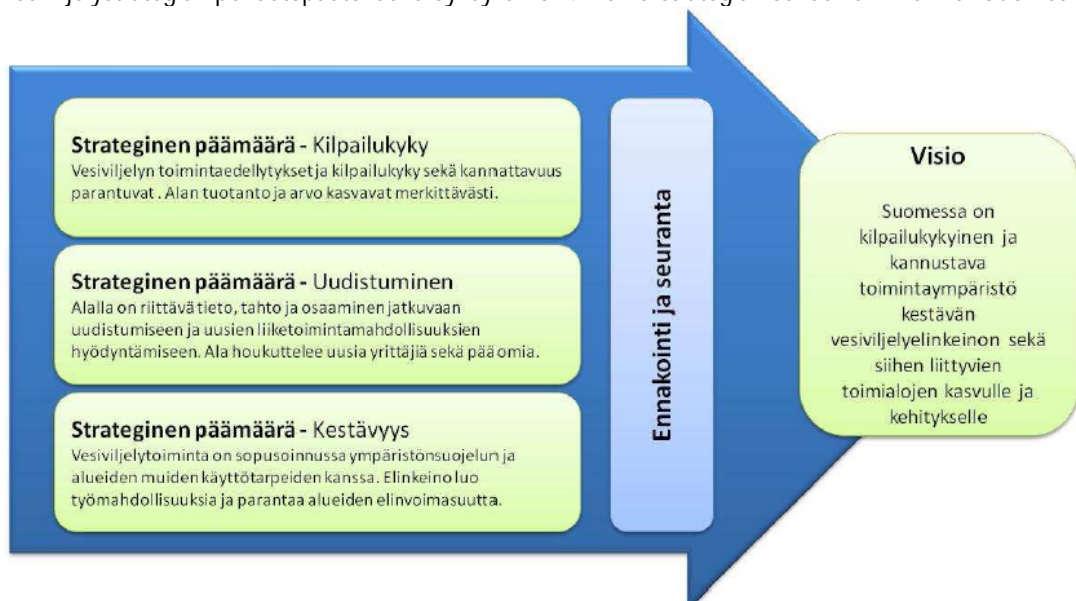 Strateginen päämäärä - Kilpailukyky
Vesiviljelyn toimintaedellytykset ja kilpailukyky sekä kannattavuus
parantuvat. Alan tuotanto ja arvo kasvavat merkittävästi.
Strateginen päämäärä - Uudistuminen
Alalla on riittävä tieto, tahto ja osaaminen jatkuvaan
uudistumiseen ja uusien liiketoimintamahdollisuuksien
hyödyntämiseen. Ala houkuttelee uusia yrittäjiä sekä pääomia.
Strateginen päämäärä - Kestävyys
Vesiviljelytoiminta on sopusoinnussa ympäristönsuojelun ja
alueiden muiden käyttötarpeiden kanssa. Elinkeino luo
työmahdollisuuksia ja parantaa alueiden elinvoimasuutta.
Ennakointi ja seuranta
Visio
Suomessa on
kilpailukykyinen ja
kannustava
toimintaympäristö
kestävän
vesiviljelyelinkeinon sekä
siihen liittyvien
toimialojen kasvulle ja
kehitykselle